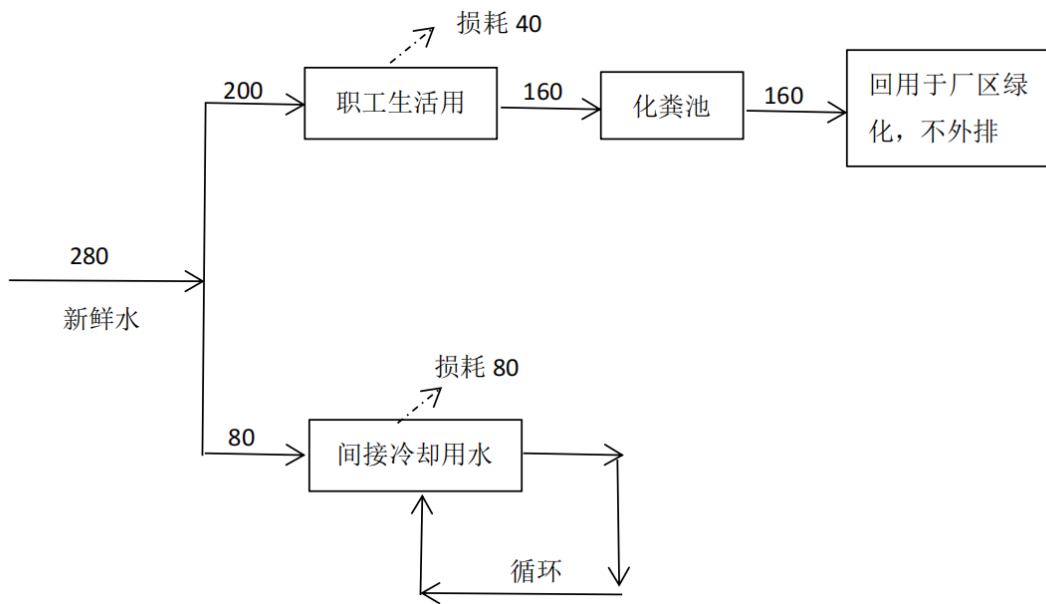 损耗 40
200
职工生活用
160
化粪池
160
回用于厂区绿
化，不外排
280
新鲜水
损耗 80
80
间接冷却用水
循环